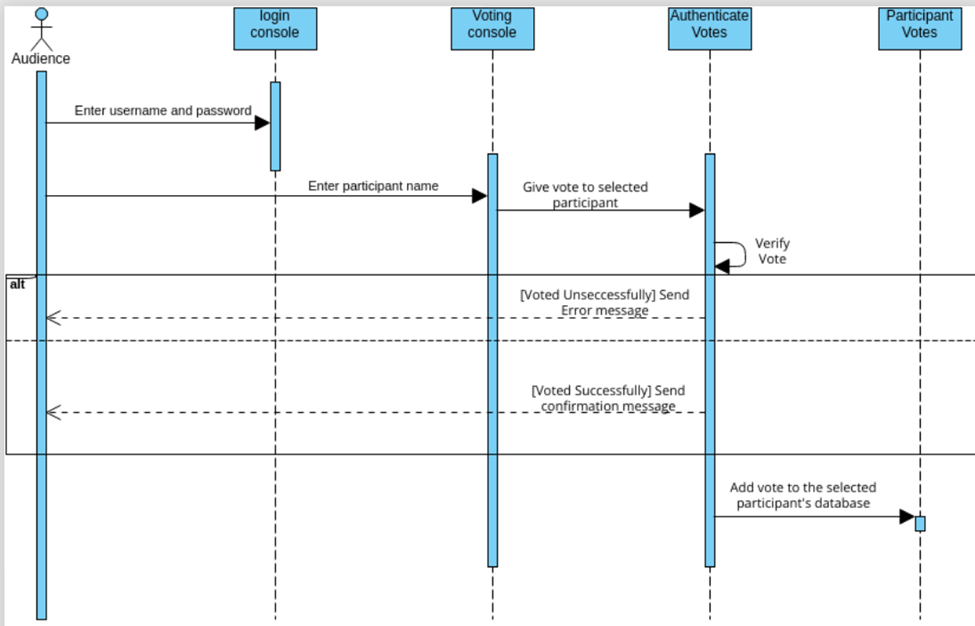 login
console
Voting
console
Authenticate
Votes
Participant
Votes
Audience
Enter username and password
Enter participant name
Give vote to selected
participant
Verify
Vote
alt
[Voted Unseccessfully] Send
Error message
[Voted Successfully] Send
confirmation message
Add vote to the selected
participant's database